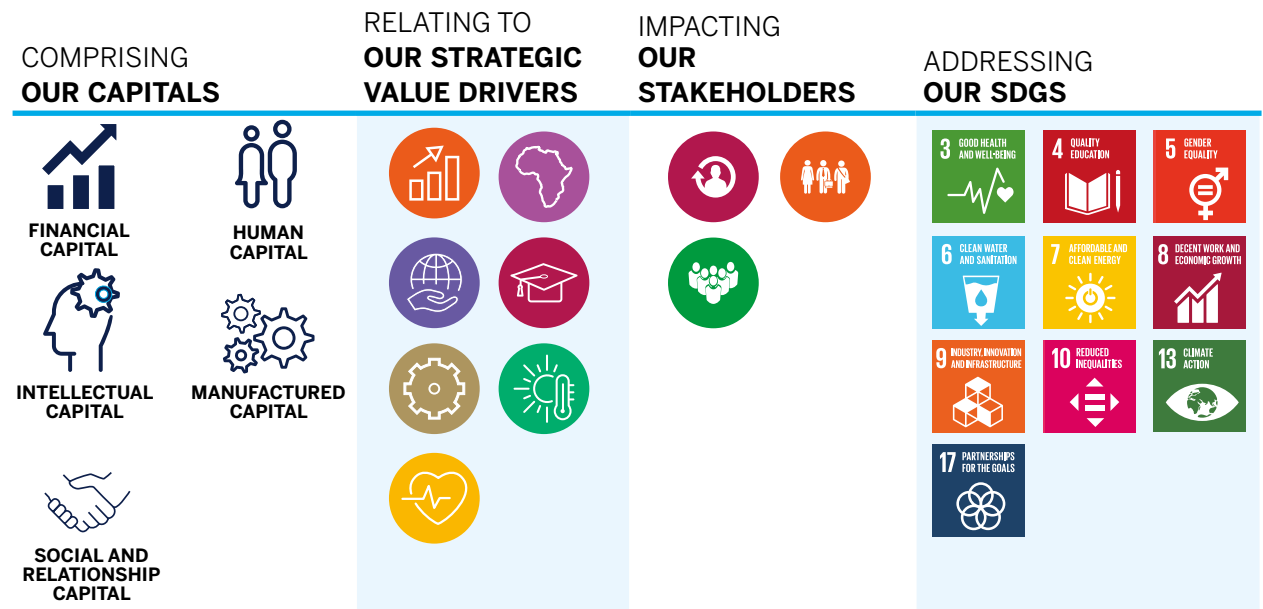 COMPRISING
OUR CAPITALS
RELATING TO
OUR STRATEGIC
VALUE DRIVERS
IMPACTING
OUR
STAKEHOLDERS
ADDRESSING
OUR SDGS
FINANCIAL
CAPITAL
HUMAN
CAPITAL
INTELLECTUAL
CAPITAL
MANUFACTURED
CAPITAL
SOCIAL AND
RELATIONSHIP
CAPITAL
3 GOOD HEALTH
AND WELL-BEING
4 QUALITY
EDUCATION
5 GENDER
EQUALITY
6 CLEAN WATER
AND SANITATION
7 AFFORDABLE AND
CLEAN ENERGY
8 DECENT WORK AND
ECONOMIC GROWTH
9 INDUSTRY, INNOVATION
AND INFRASTRUCTURE
10 REDUCED
INEQUALITIES
13 CLIMATE
ACTION
17 PARTNERSHIPS
FOR THE GOALS